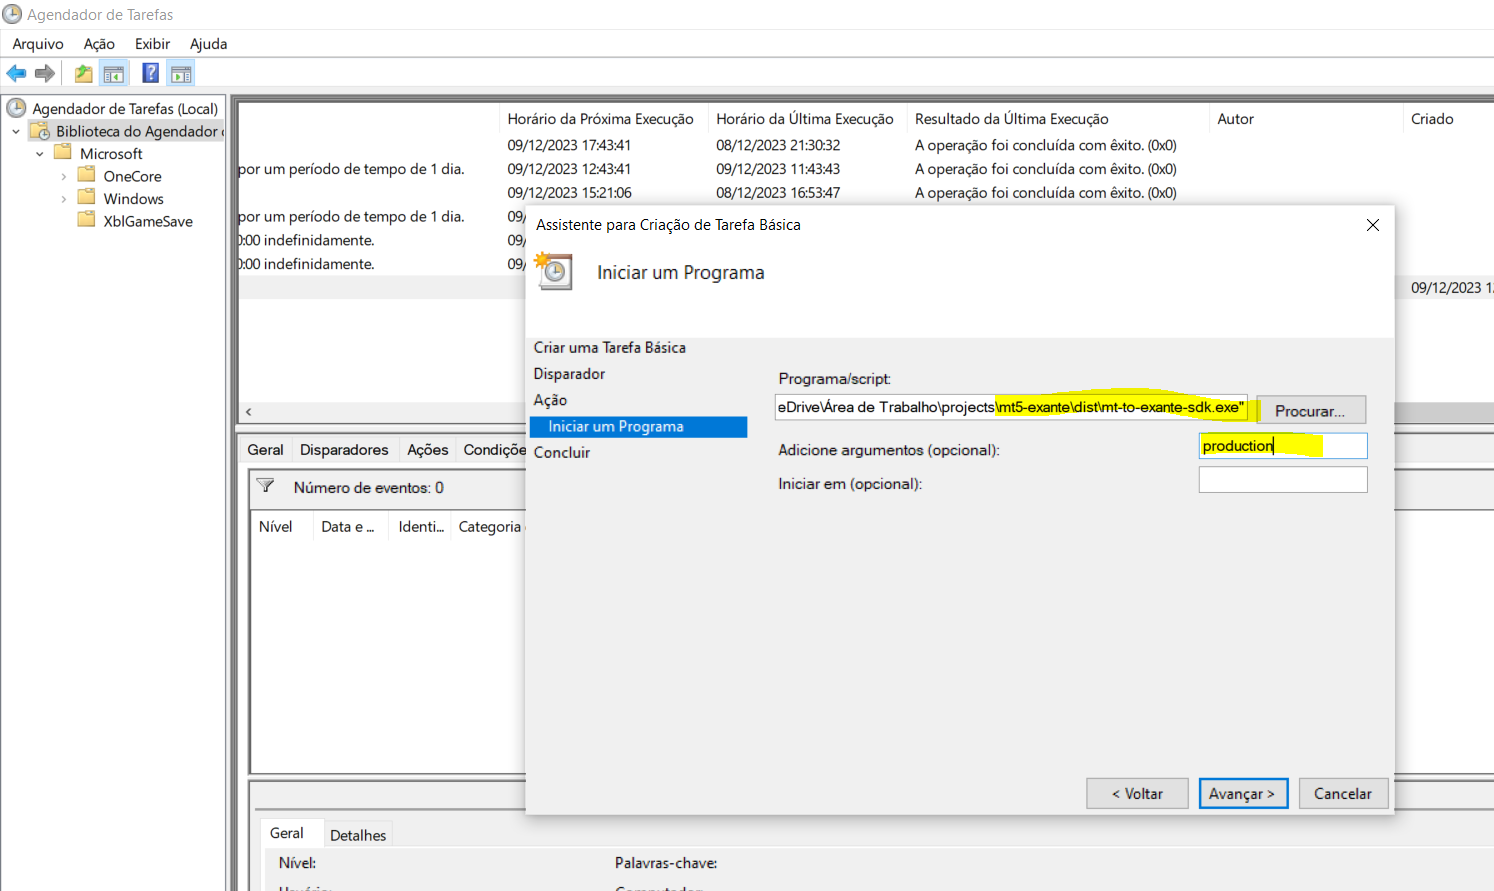 Agendador de Tarefas
Arquivo Ação Exibir Ajuda
Agendador de Tarefas (Local)
Biblioteca do Agendador
Microsoft
OneCore
Windows
XblGameSave
Horário da Próxima Execução Horário da Última Execução Resultado da Última Execução Autor Criado
09/12/2023 17:43:41 08/12/2023 21:30:32 A operação foi concluída com êxito. (0x0)
por um período de tempo de 1 dia. 09/12/2023 12:43:41 09/12/2023 11:43:43 A operação foi concluída com êxito. (0x0)
09/12/2023 15:21:06 08/12/2023 16:53:47 A operação foi concluída com êxito. (0x0)
por um período de tempo de 1 dia. 09/
0:00 indefinidamente. 09/
0:00 indefinidamente. 09/
09/12/2023 1
Assistente para Criação de Tarefa Básica
Iniciar um Programa
Criar uma Tarefa Básica
Disparador
Ação
Iniciar um Programa
Concluir
Programa/script:
eDrive\Área de Trabalho\projects\mt5-exante\dist\mt-to-exante-sdk.exe" Procurar...
Adicione argumentos (opcional): production
Iniciar em (opcional):
< Voltar Avançar > Cancelar
Geral Disparadores Ações Condiçõe
Número de eventos: 0
Nível Data e ... Identi... Categoria
Geral Detalhes
Nível: Palavras-chave: